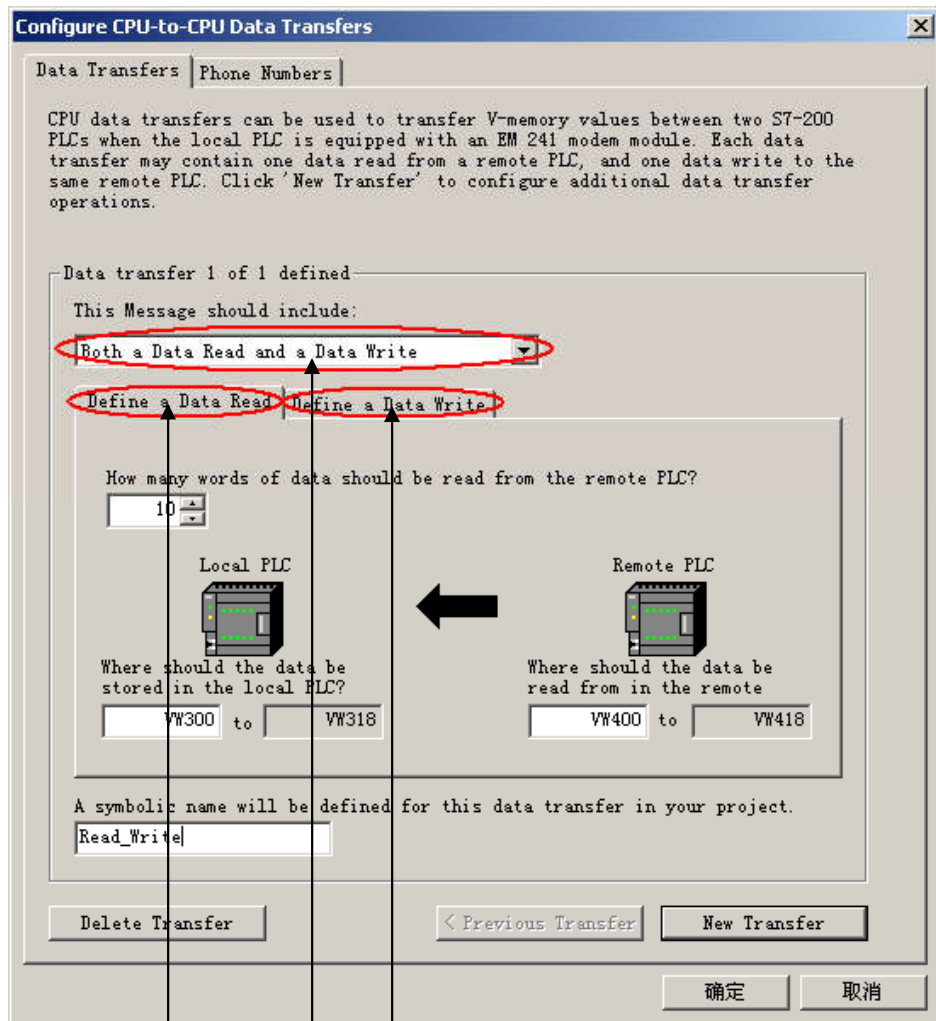 Configure CPU-to-CPU Data Transfers
Data Transfers Phone Numbers
CPU data transfers can be used to transfer V-memory values between two S7-200
PLCs when the local PLC is equipped with an EM 241 modem module. Each data
transfer may contain one data read from a remote PLC, and one data write to the
same remote PLC. Click 'New Transfer' to configure additional data transfer
operations.
Data transfer 1 of 1 defined
This Message should include:
Both a Data Read and a Data Write
Define a Data Read Define a Data Write
How many words of data should be read from the remote PLC?
10
Local PLC Remote PLC
Where should the data be Where should the data be
stored in the local PLC? read from in the remote
VW300 to VW318 VW400 to VW418
A symbolic name will be defined for this data transfer in your project.
Read_Write
Delete Transfer < Previous Transfer New Transfer
确定 取消